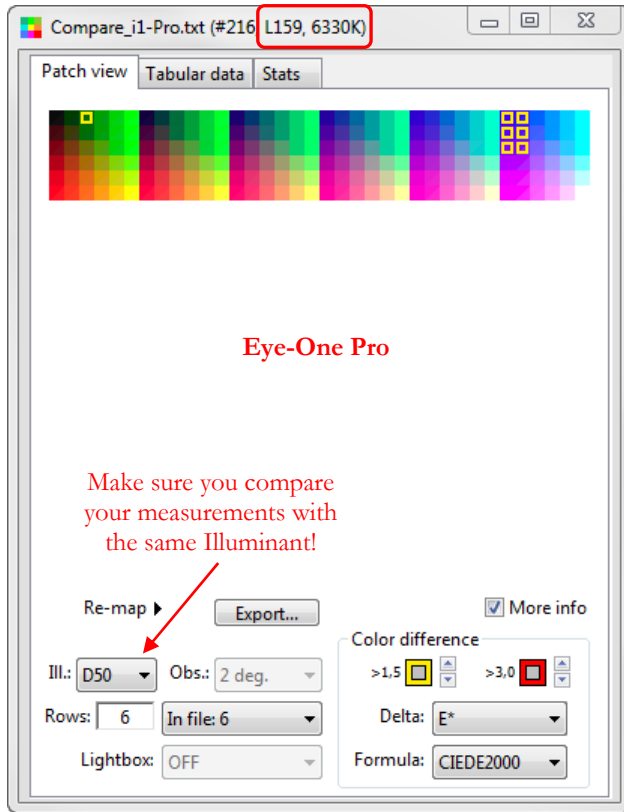 Compare_i1-Pro.txt (#216, L159, 6330K)
Patch view Tabular data Stats
Eye-One Pro
Make sure you compare
your measurements with
the same Illuminant!
Re-map Export... More info
Color difference
Ill.: D50 Obs.: 2 deg. >1,5 >3,0
Rows: 6 In file: 6 Delta: E*
Lightbox: OFF Formula: CIEDE2000